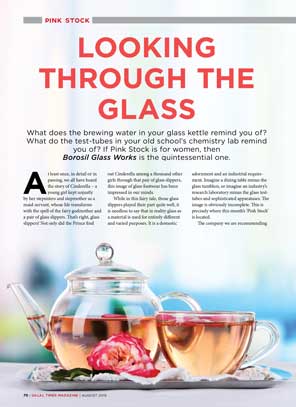 PINK STOCK
LOOKING
THROUGH THE
GLASS
What does the brewing water in your glass kettle remind you of?
What do the test-tubes in your old school's chemistry lab remind
you of? If Pink Stock is for women, then
Borosil Glass Works is the quintessential one.
At least once, in detail or in
passing, we all have heard
the story of Cinderella – a
young girl kept unjustly
by her stepsisters and stepmother as a
maid servant, whose life transforms
with the spell of the fairy godmother and
a pair of glass slippers. That's right, glass
slippers! Not only did the Prince find
out Cinderella among a thousand other
girls through that pair of glass slippers,
this image of glass footwear has been
impressed in our minds.
While in this fairy tale, those glass
slippers played their part quite well, it
is needless to say that in reality glass as
a material is used for entirely different
and varied purposes. It is a domestic
adornment and an industry require-
ment. Imagine a dining table minus the
glass tumblers, or imagine an industry's
research laboratory minus the glass test-
tubes and sophisticated appearance. The
image is obviously incomplete. This is
precisely where this month's 'Pink Stock'
is located.
The company we are recommending
70 | DALAL TIMES MAGAZINE | AUGUST 2019